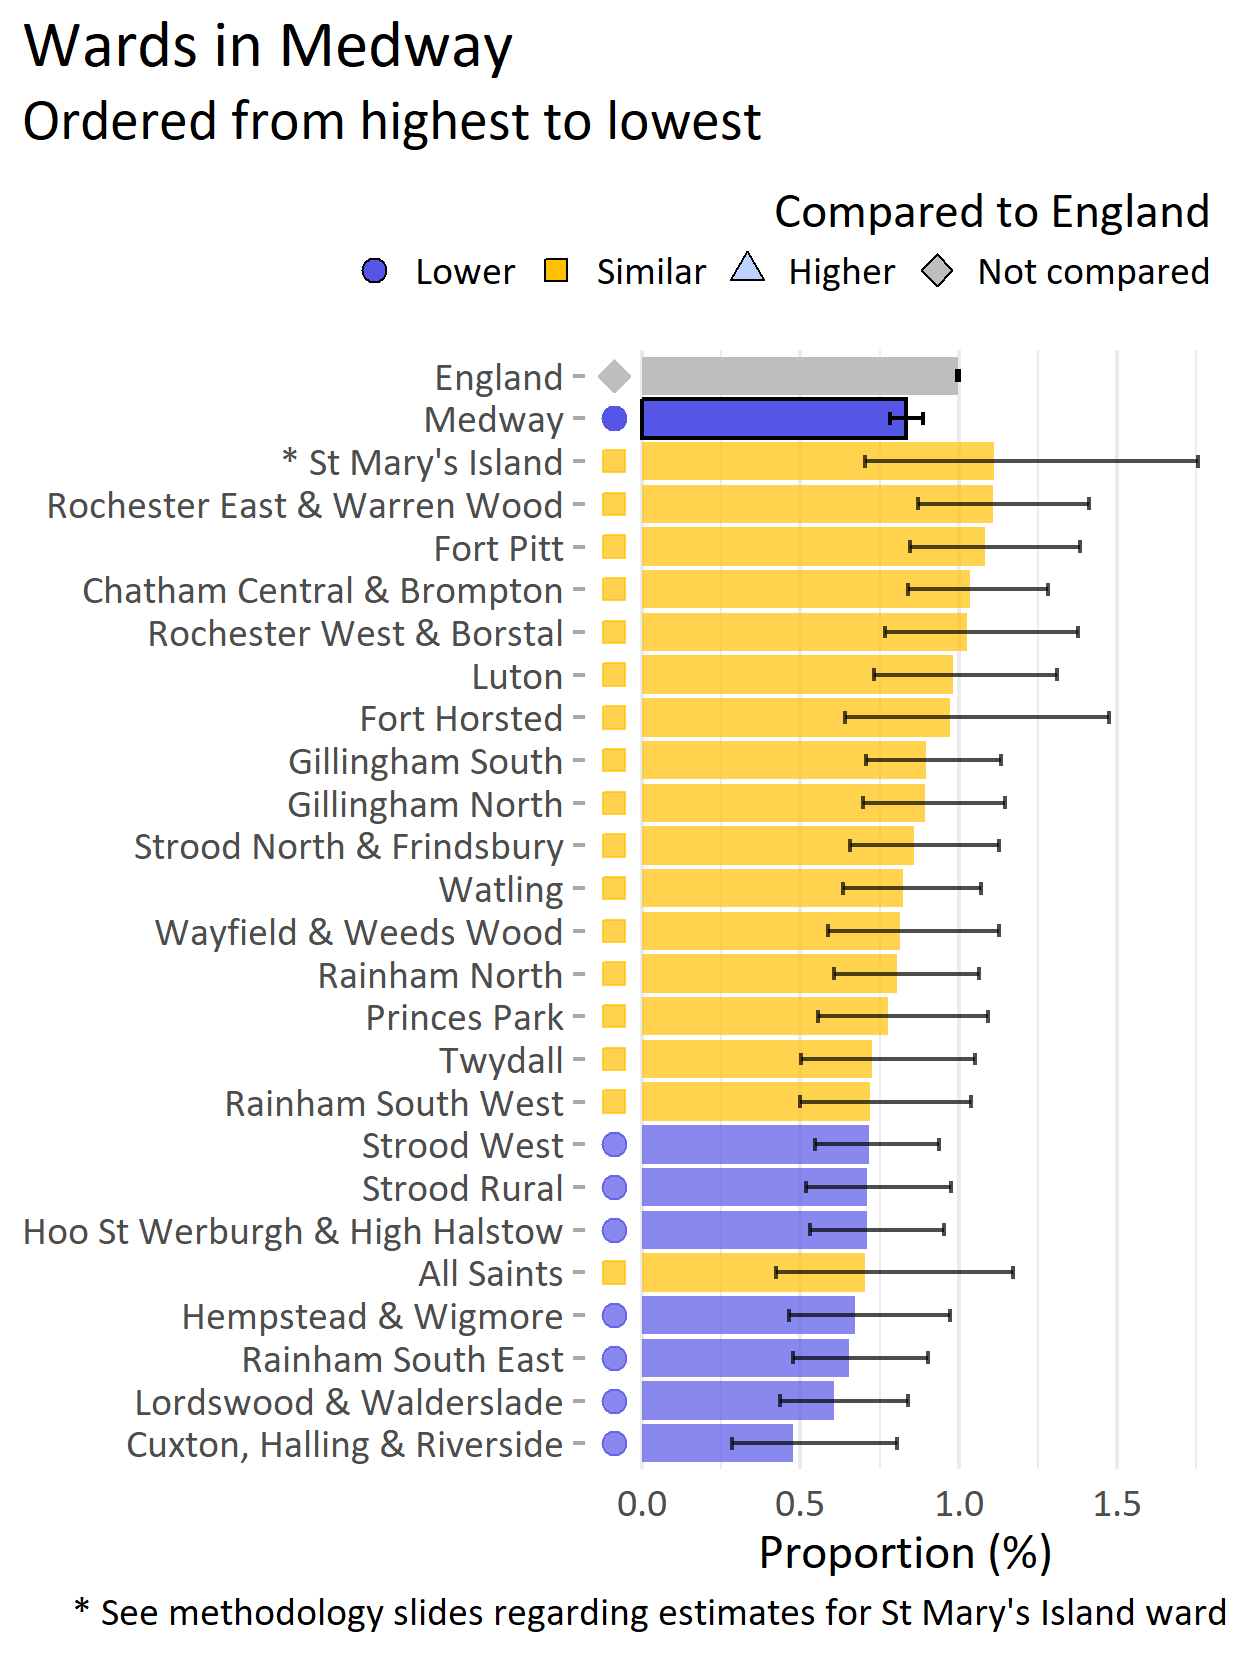 Wards in Medway
Ordered from highest to lowest
Compared to England
Lower Similar Higher Not compared
England
Medway
* St Mary's Island
Rochester East & Warren Wood
Fort Pitt
Chatham Central & Brompton
Rochester West & Borstal
Luton
Fort Horsted
Gillingham South
Gillingham North
Strood North & Frindsbury
Watling
Wayfield & Weeds Wood
Rainham North
Princes Park
Twydall
Rainham South West
Strood West
Strood Rural
Hoo St Werburgh & High Halstow
All Saints
Hempstead & Wigmore
Rainham South East
Lordswood & Walderslade
Cuxton, Halling & Riverside
0.0 0.5 1.0 1.5
Proportion (%)
* See methodology slides regarding estimates for St Mary's Island ward